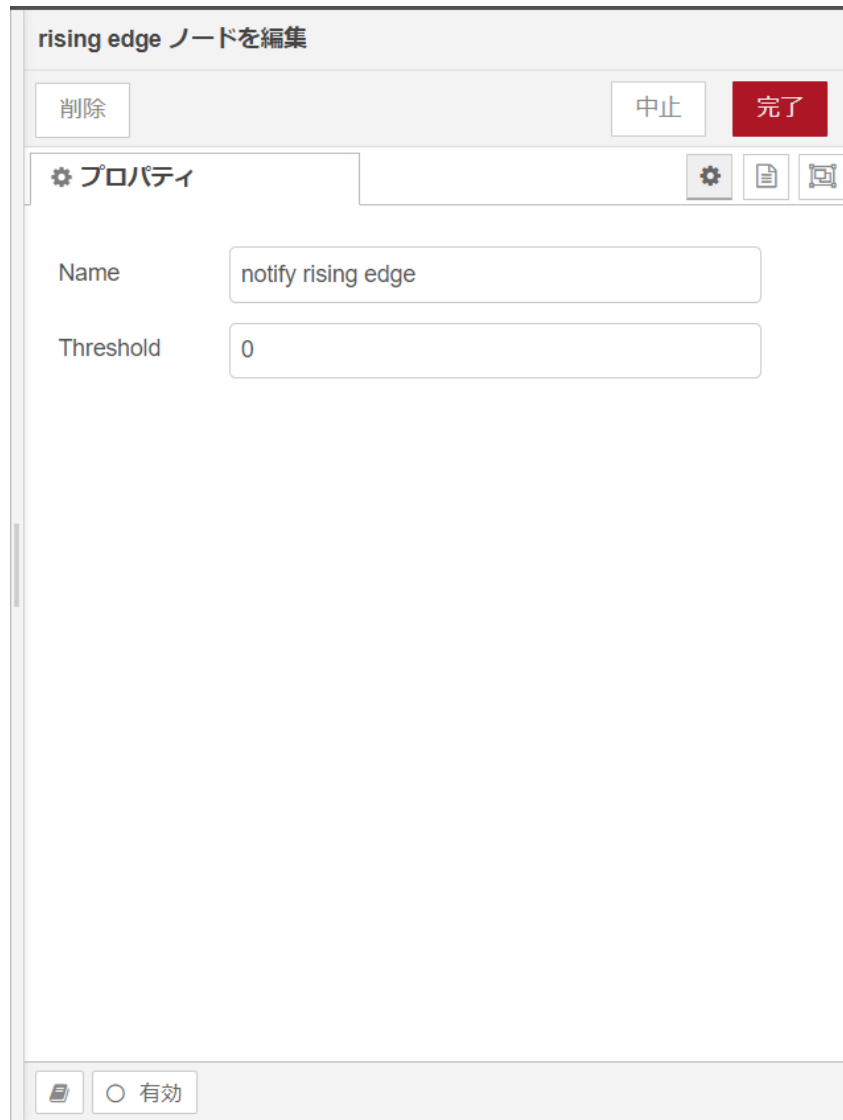 rising edge ノードを編集
削除
中止
完了
プロパティ
Name
notify rising edge
Threshold
0
有効